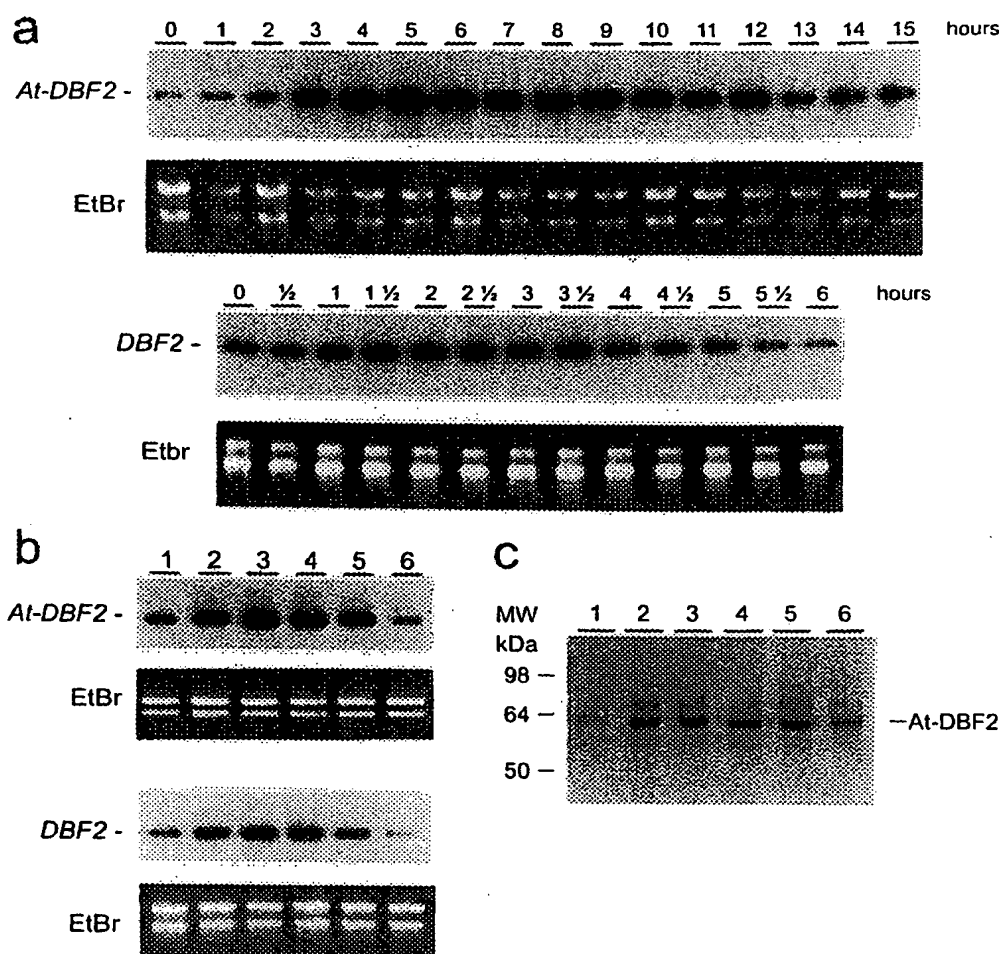 a
0 1 2 3 4 5 6 7 8 9 10 11 12 13 14 15 hours
At-DBF2 -
EtBr
0 ½ 1 1 ½ 2 2 ½ 3 3 ½ 4 4 ½ 5 5 ½ 6 hours
DBF2 -
Etbr
b
1 2 3 4 5 6
At-DBF2 -
EtBr
DBF2 -
EtBr
c
MW 1 2 3 4 5 6
kDa
98 —
64 —
—At-DBF2
50 —